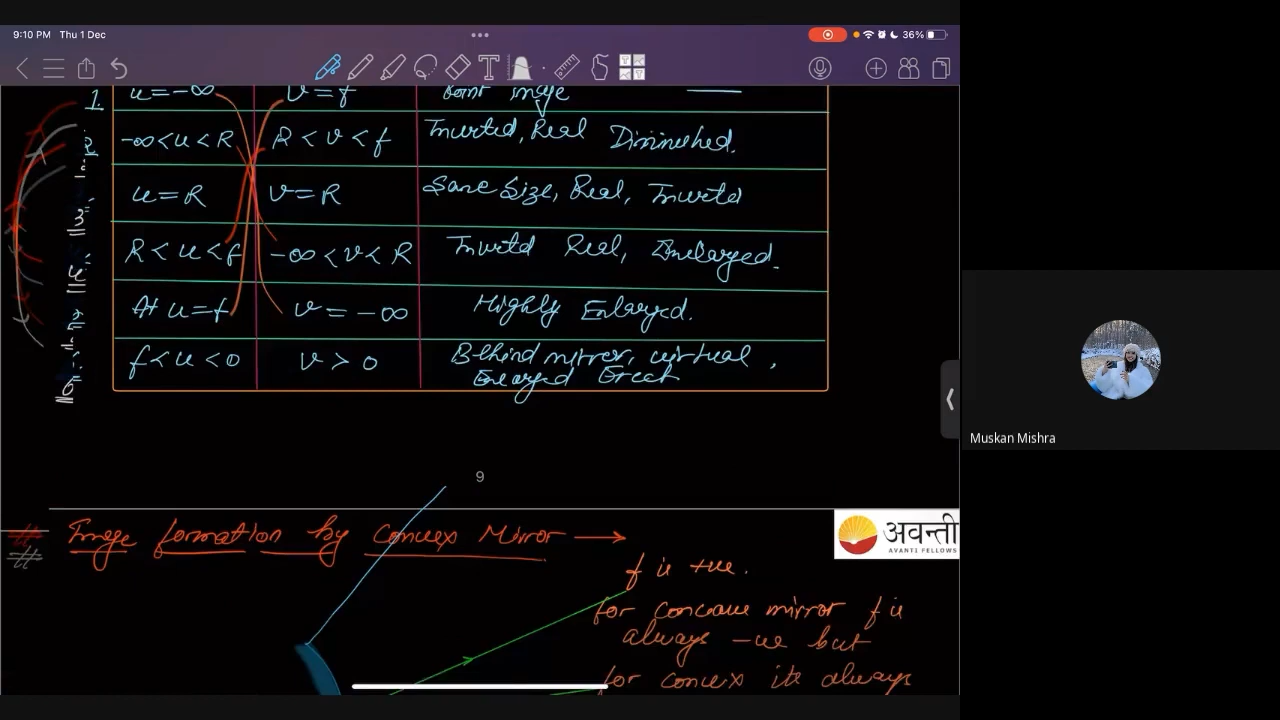 9:10 PM Thu 1 Dec
36%
1. u = -∞ v = f Point image
2. -∞ < u < R R < v < f Inverted, Real Diminished.
3. u = R v = R Same Size, Real, Inverted
4. R < u < f -∞ < v < R Invertd Real, Enlarged.
5. At u = f v = -∞ Highly Enlarged.
6. f < u < 0 v > 0 Behind mirror, virtual,
Enlarged Erect
Muskan Mishra
9
# Image formation by Convex Mirror →
अवन्ती
AVANTI FELLOWS
f is +ve.
for concave mirror f is
always -ve but
for convex its always